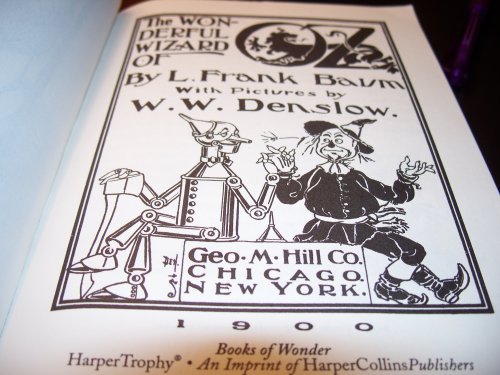 The WON-
DERFUL
WIZARD
OF
OZ
By L. Frank Baum
With Pictures by
W. W. Denslow.
Geo. M. Hill Co.
CHICAGO.
NEW YORK.
1900
Books of Wonder
HarperTrophy® • An Imprint of HarperCollinsPublishers